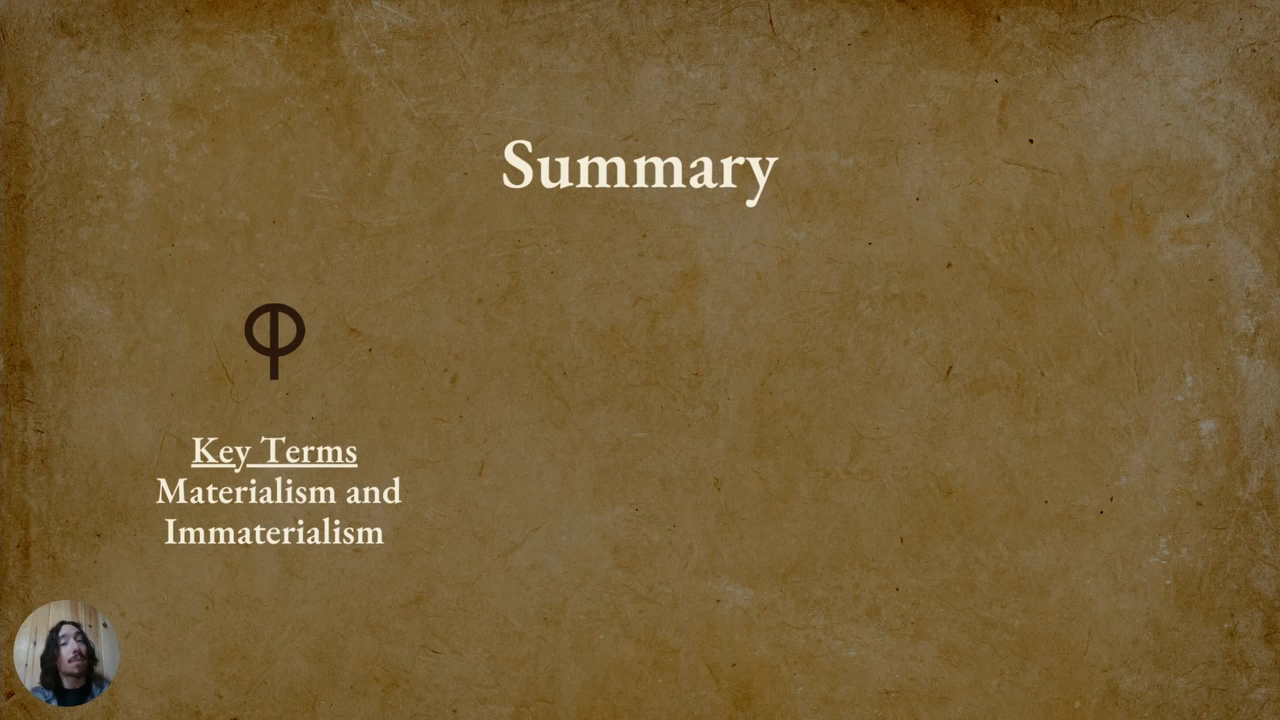 Summary
φ
Key Terms
Materialism and
Immaterialism